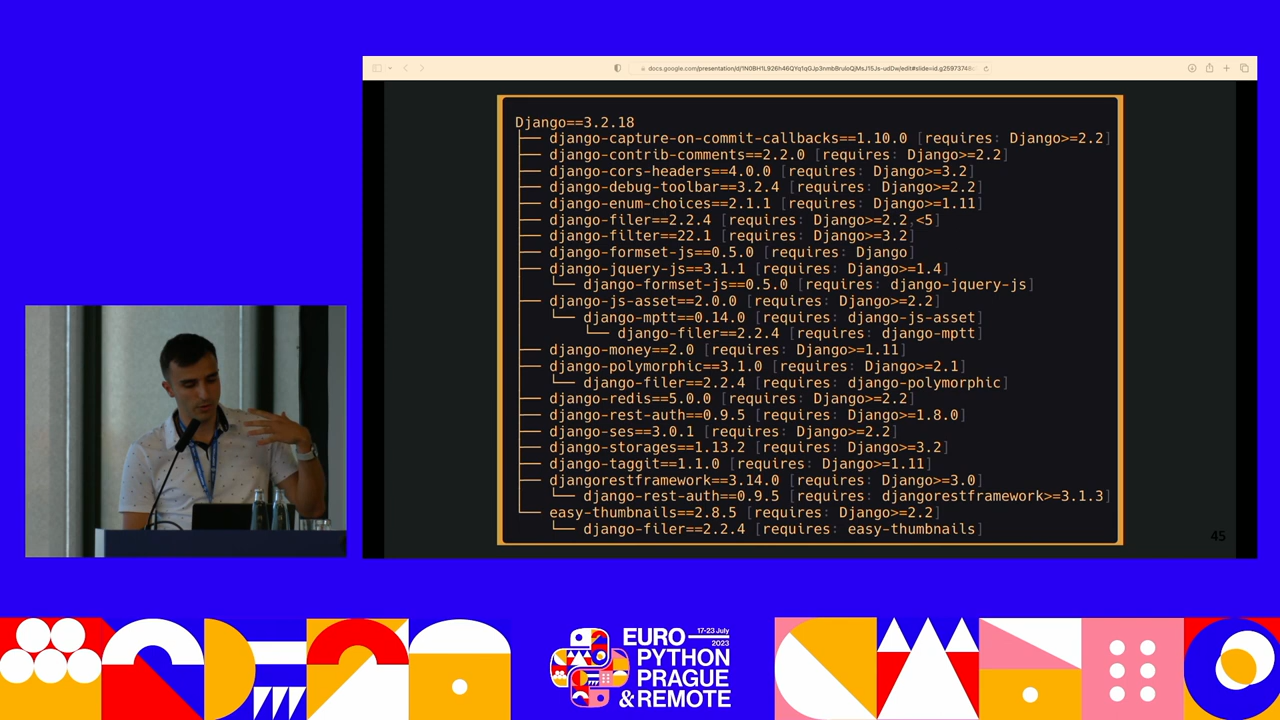 Django==3.2.18
├── django-capture-on-commit-callbacks==1.10.0 [requires: Django>=2.2]
├── django-contrib-comments==2.2.0 [requires: Django>=2.2]
├── django-cors-headers==4.0.0 [requires: Django>=3.2]
├── django-debug-toolbar==3.2.4 [requires: Django>=2.2]
├── django-enum-choices==2.1.1 [requires: Django>=1.11]
├── django-filer==2.2.4 [requires: Django>=2.2,<5]
├── django-filter==22.1 [requires: Django>=3.2]
├── django-formset-js==0.5.0 [requires: Django]
├── django-jquery-js==3.1.1 [requires: Django>=1.4]
│   └── django-formset-js==0.5.0 [requires: django-jquery-js]
├── django-js-asset==2.0.0 [requires: Django>=2.2]
│   └── django-mptt==0.14.0 [requires: django-js-asset]
│       └── django-filer==2.2.4 [requires: django-mptt]
├── django-money==2.0 [requires: Django>=1.11]
├── django-polymorphic==3.1.0 [requires: Django>=2.1]
│   └── django-filer==2.2.4 [requires: django-polymorphic]
├── django-redis==5.0.0 [requires: Django>=2.2]
├── django-rest-auth==0.9.5 [requires: Django>=1.8.0]
├── django-ses==3.0.1 [requires: Django>=2.2]
├── django-storages==1.13.2 [requires: Django>=3.2]
├── django-taggit==1.1.0 [requires: Django>=1.11]
├── djangorestframework==3.14.0 [requires: Django>=3.0]
│   └── django-rest-auth==0.9.5 [requires: djangorestframework>=3.1.3]
└── easy-thumbnails==2.8.5 [requires: Django>=2.2]
    └── django-filer==2.2.4 [requires: easy-thumbnails]
45
EURO 17-23 July 2023
PYTHON
PRAGUE
& REMOTE